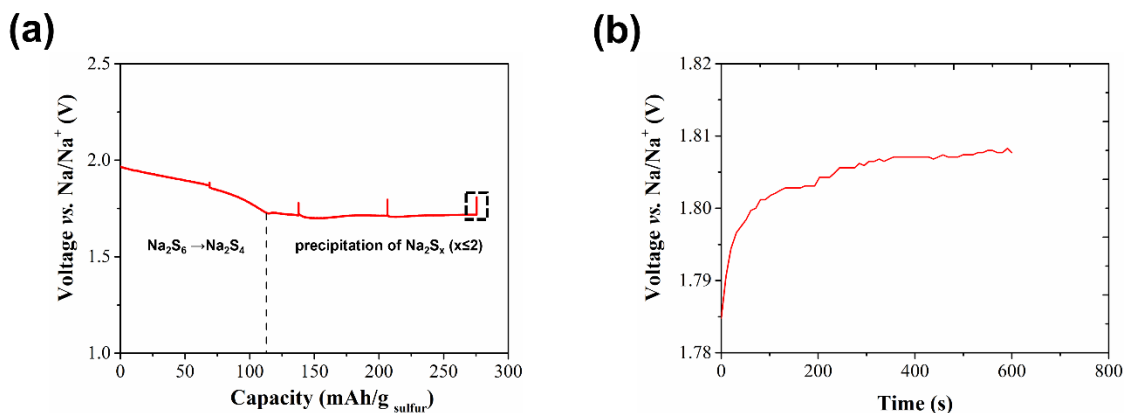 (a)
2.5
2.0
1.5
1.0
Voltage vs. Na/Na⁺ (V)
Na₂S₆ →Na₂S₄
precipitation of Na₂Sₓ (x≤2)
0 50 100 150 200 250 300
Capacity (mAh/g sulfur)
(b)
1.82
1.81
1.80
1.79
1.78
Voltage vs. Na/Na⁺ (V)
0 200 400 600 800
Time (s)